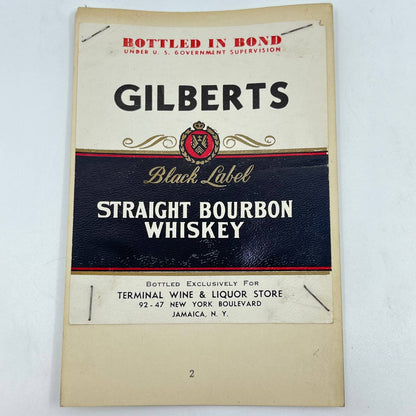 BOTTLED IN BOND
UNDER U. S. GOVERNMENT SUPERVISION
GILBERTS
Black Label
STRAIGHT BOURBON
WHISKEY
BOTTLED EXCLUSIVELY FOR
TERMINAL WINE & LIQUOR STORE
92-47 NEW YORK BOULEVARD
JAMAICA, N. Y.
2